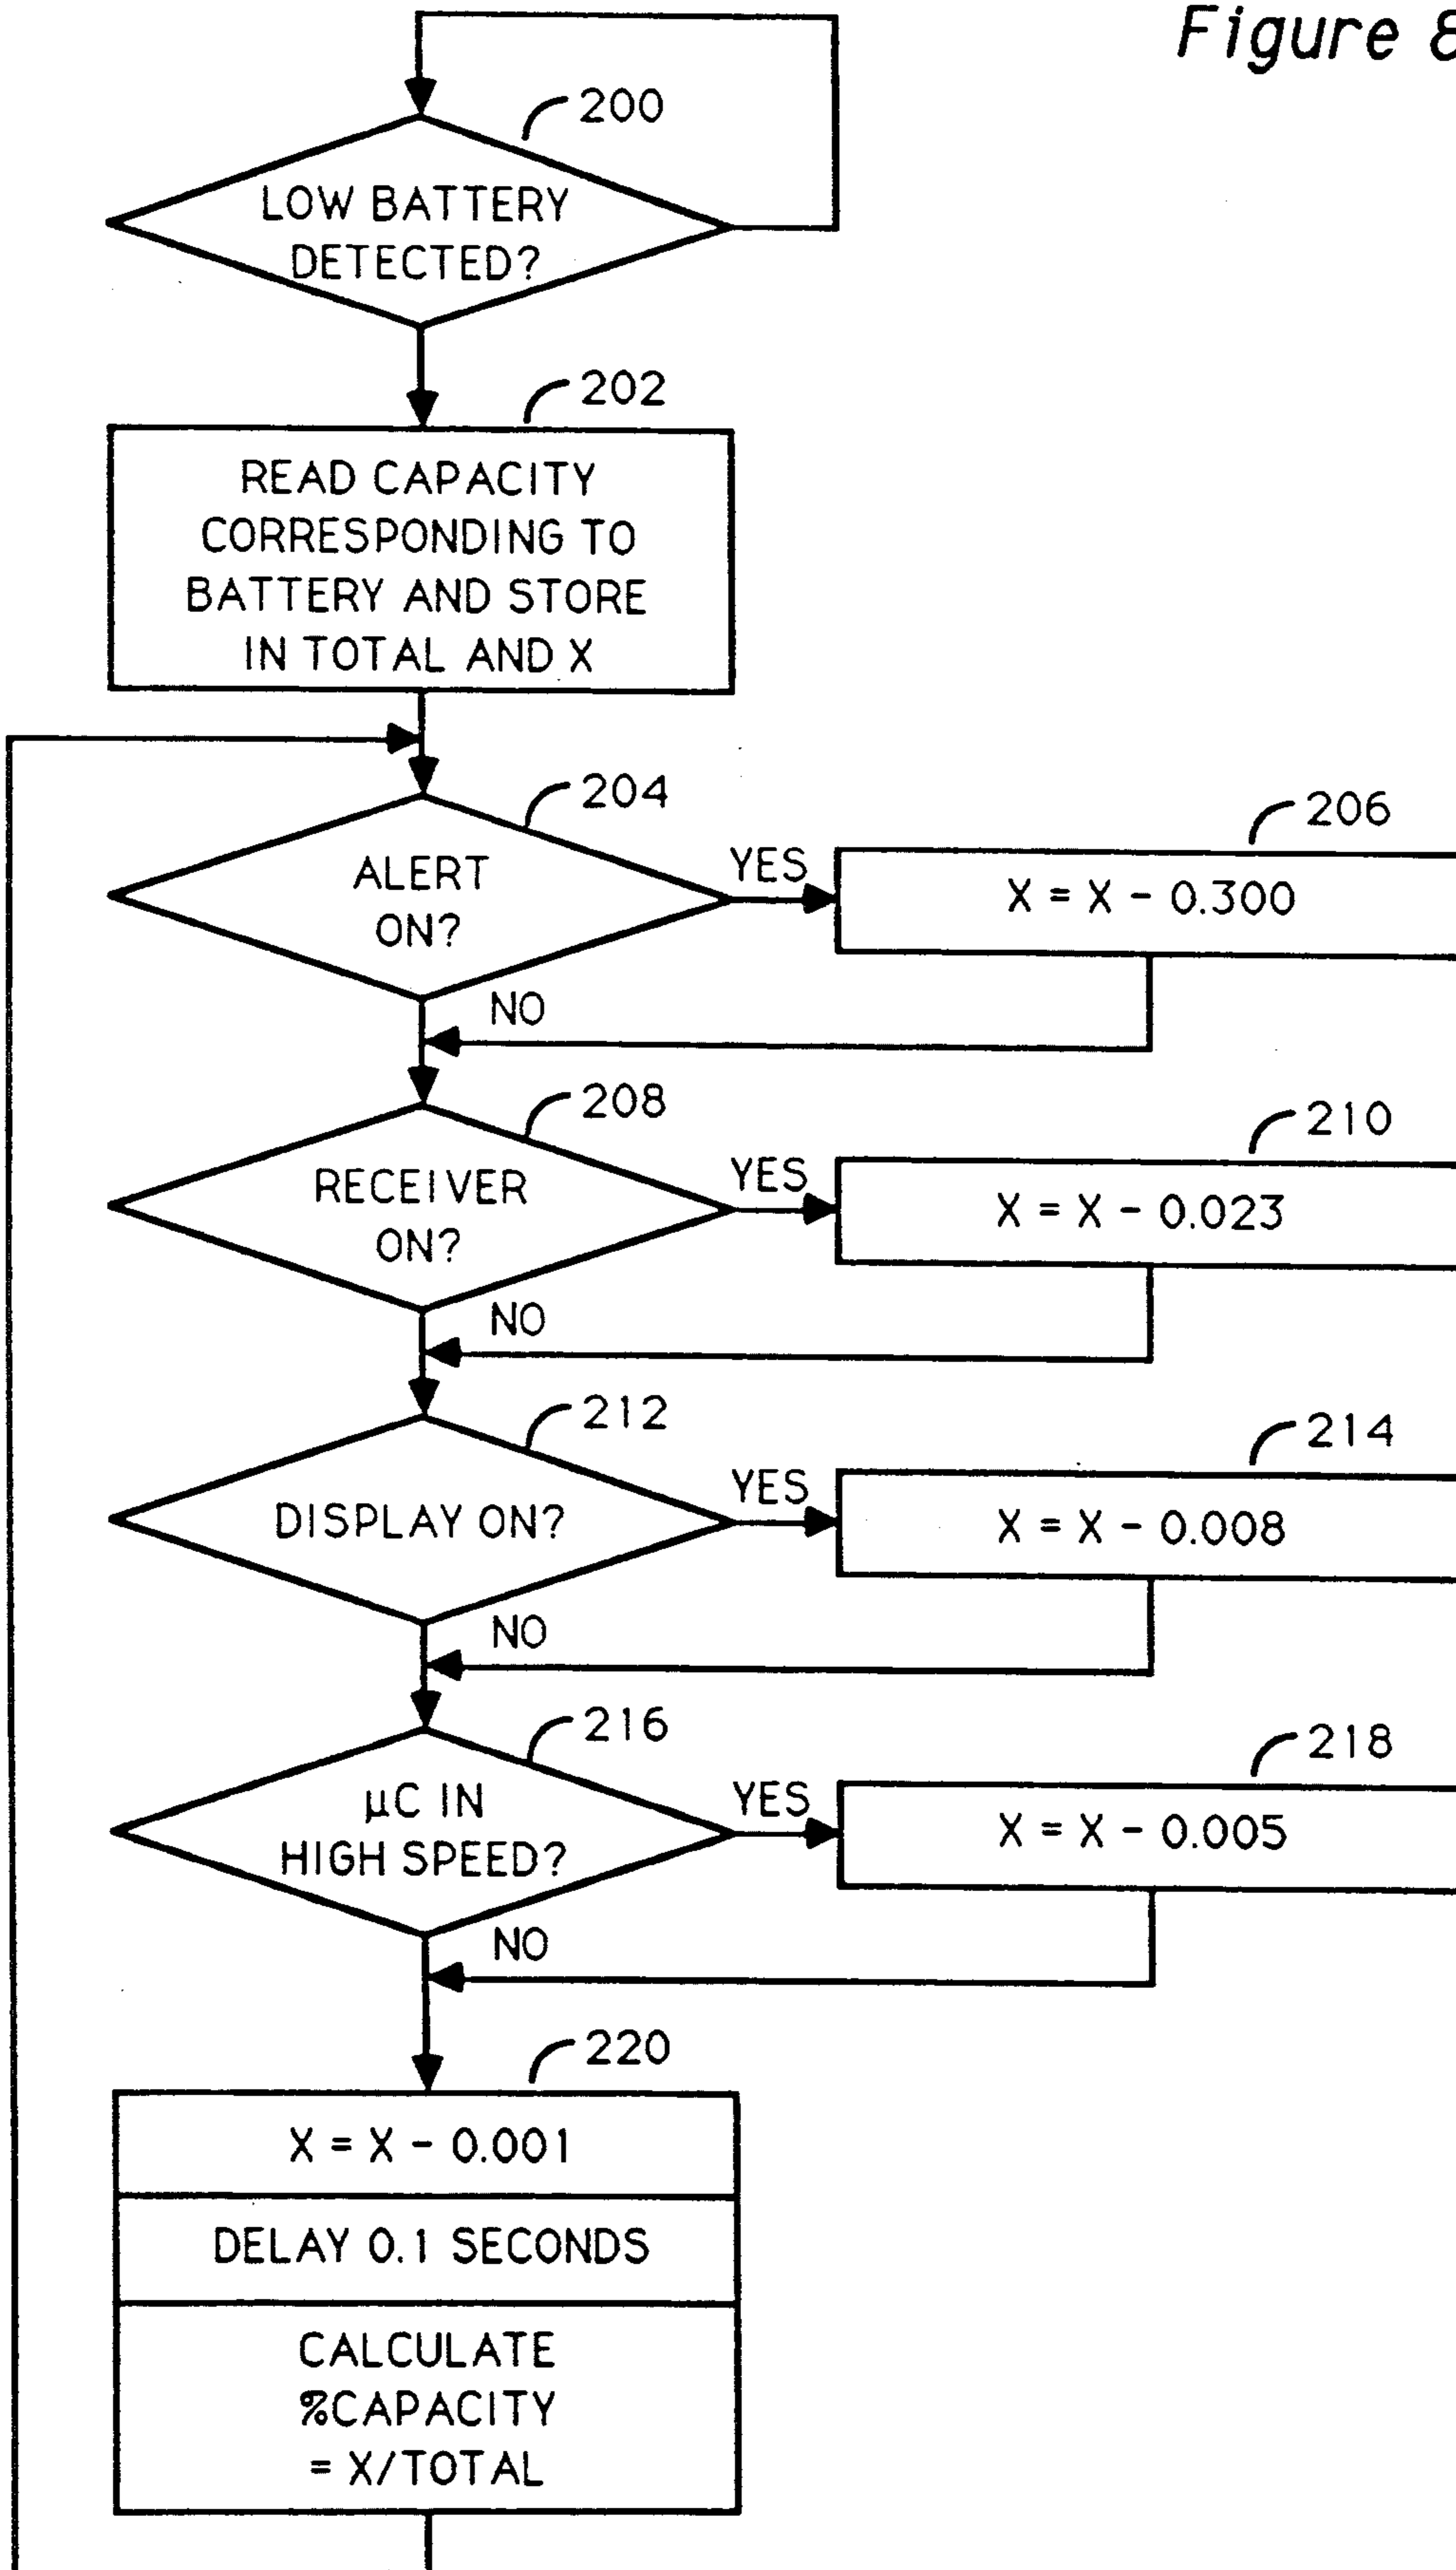 Figure 8
200
LOW BATTERY
DETECTED?
202
READ CAPACITY
CORRESPONDING TO
BATTERY AND STORE
IN TOTAL AND X
204
ALERT
ON?
YES
206
X = X - 0.300
NO
208
RECEIVER
ON?
YES
210
X = X - 0.023
NO
212
DISPLAY ON?
YES
214
X = X - 0.008
NO
216
µC IN
HIGH SPEED?
YES
218
X = X - 0.005
NO
220
X = X - 0.001
DELAY 0.1 SECONDS
CALCULATE
%CAPACITY
= X/TOTAL